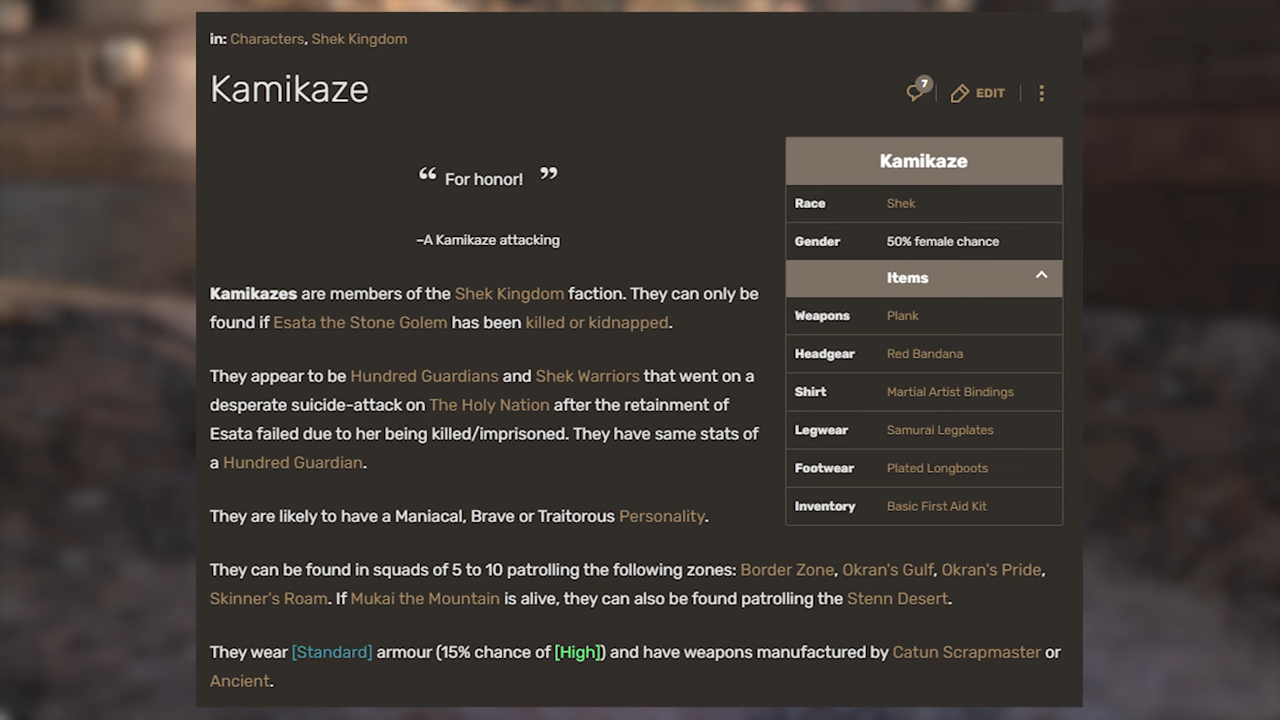 in: Characters, Shek Kingdom
Kamikaze
7
EDIT
“ For honor! ”
–A Kamikaze attacking
Kamikazes are members of the Shek Kingdom faction. They can only be
found if Esata the Stone Golem has been killed or kidnapped.
They appear to be Hundred Guardians and Shek Warriors that went on a
desperate suicide-attack on The Holy Nation after the retainment of
Esata failed due to her being killed/imprisoned. They have same stats of
a Hundred Guardian.
They are likely to have a Maniacal, Brave or Traitorous Personality.
Kamikaze
Race Shek
Gender 50% female chance
Items
Weapons Plank
Headgear Red Bandana
Shirt Martial Artist Bindings
Legwear Samurai Legplates
Footwear Plated Longboots
Inventory Basic First Aid Kit
They can be found in squads of 5 to 10 patrolling the following zones: Border Zone, Okran's Gulf, Okran's Pride,
Skinner's Roam. If Mukai the Mountain is alive, they can also be found patrolling the Stenn Desert.
They wear [Standard] armour (15% chance of [High]) and have weapons manufactured by Catun Scrapmaster or
Ancient.